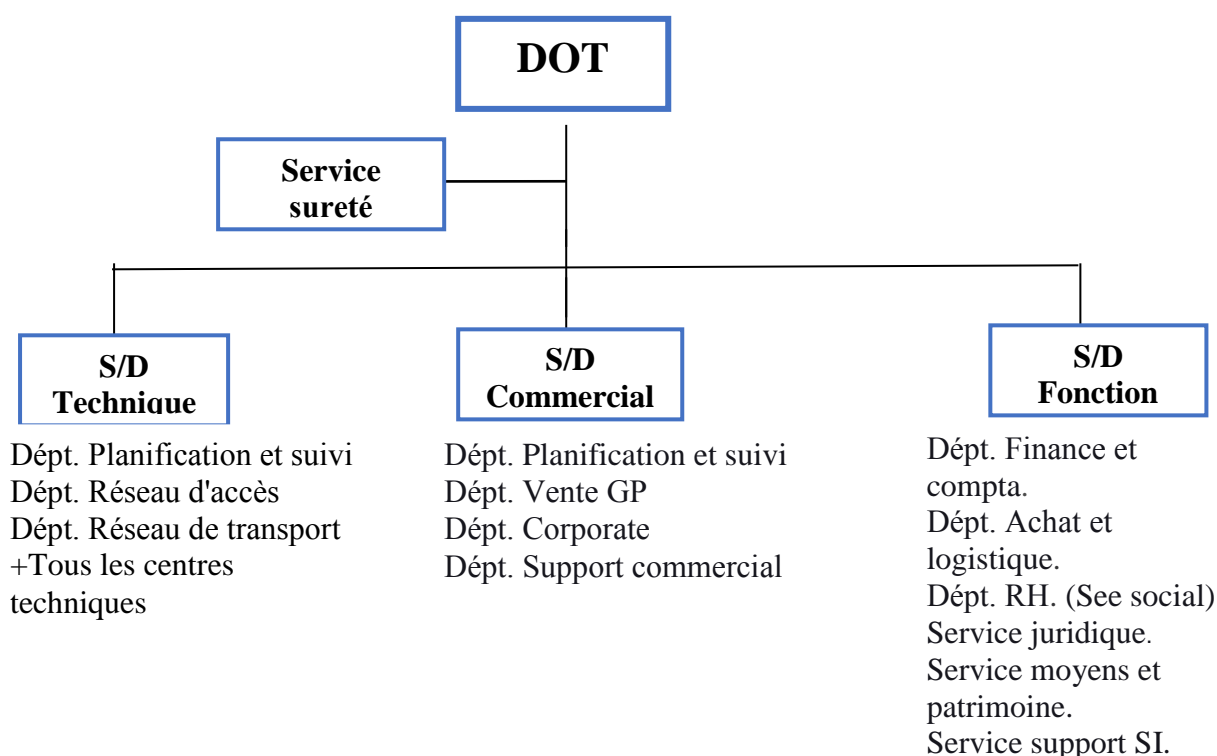 DOT
Service
sureté
S/D
Technique
S/D
Commercial
S/D
Fonction
Dépt. Planification et suivi
Dépt. Réseau d'accès
Dépt. Réseau de transport
+Tous les centres
techniques
Dépt. Planification et suivi
Dépt. Vente GP
Dépt. Corporate
Dépt. Support commercial
Dépt. Finance et
compta.
Dépt. Achat et
logistique.
Dépt. RH. (See social)
Service juridique.
Service moyens et
patrimoine.
Service support SI.